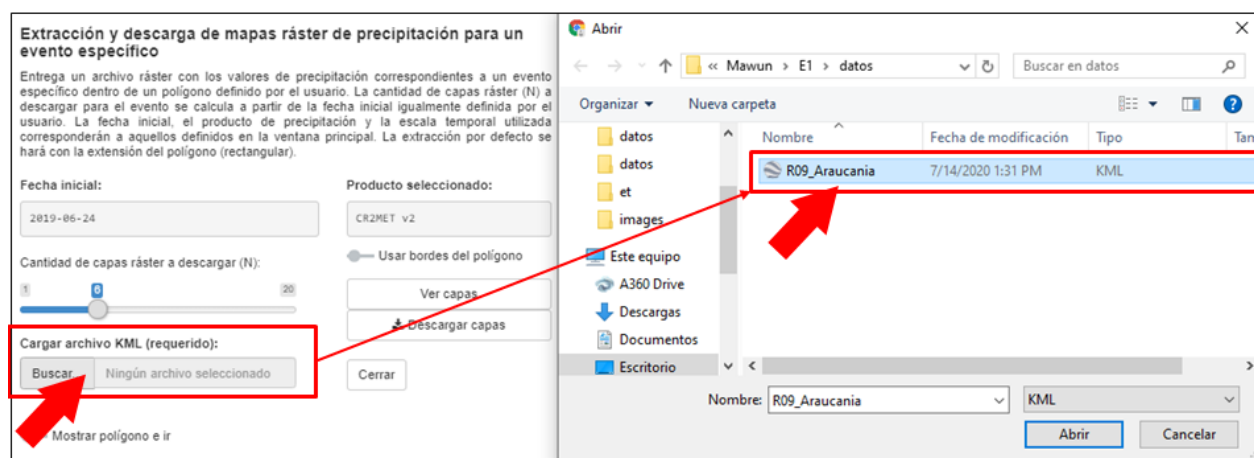 Extracción y descarga de mapas ráster de precipitación para un
evento específico
Entrega un archivo ráster con los valores de precipitación correspondientes a un evento
específico dentro de un polígono definido por el usuario. La cantidad de capas ráster (N) a
descargar para el evento se calcula a partir de la fecha inicial igualmente definida por el
usuario. La fecha inicial, el producto de precipitación y la escala temporal utilizada
corresponderán a aquellos definidos en la ventana principal. La extracción por defecto se
hará con la extensión del polígono (rectangular).
Fecha inicial:
2019-06-24
Cantidad de capas ráster a descargar (N):
1 6 20
Cargar archivo KML (requerido):
Buscar... Ningún archivo seleccionado
Mostrar polígono e ir
Producto seleccionado:
CR2MET v2
Usar bordes del polígono
Ver capas
Descargar capas
Cerrar
Abrir
« Mawun › E1 › datos
Buscar en datos
Organizar Nueva carpeta
datos
datos
et
images
Este equipo
A360 Drive
Descargas
Documentos
Escritorio
Nombre Fecha de modificación Tipo Tam
R09_Araucania 7/14/2020 1:31 PM KML
Nombre: R09_Araucania KML
Abrir Cancelar